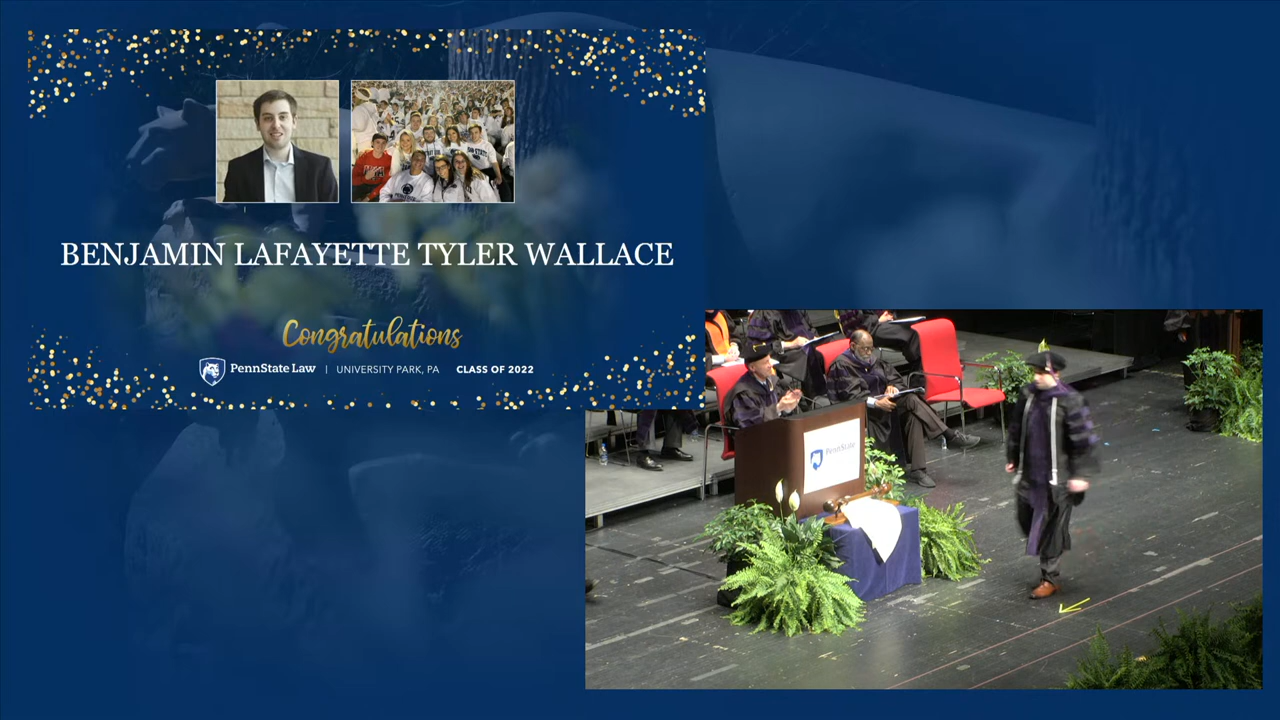 BENJAMIN LAFAYETTE TYLER WALLACE
Congratulations
PennState Law | UNIVERSITY PARK, PA CLASS OF 2022
PennState